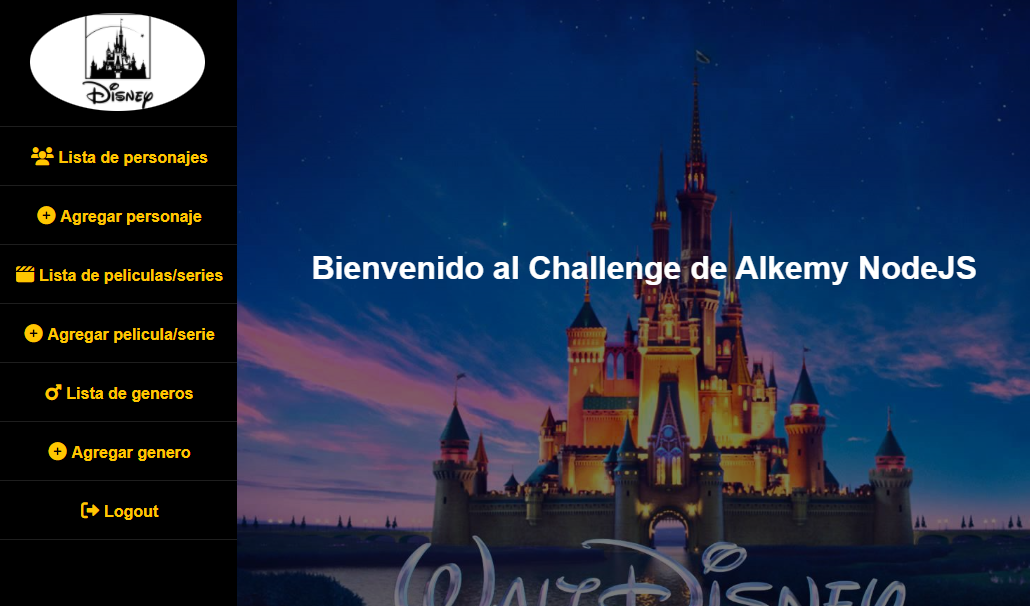 Disney
Lista de personajes
Agregar personaje
Lista de peliculas/series
Agregar pelicula/serie
Lista de generos
Agregar genero
Logout
Bienvenido al Challenge de Alkemy NodeJS
WALT DISNEY